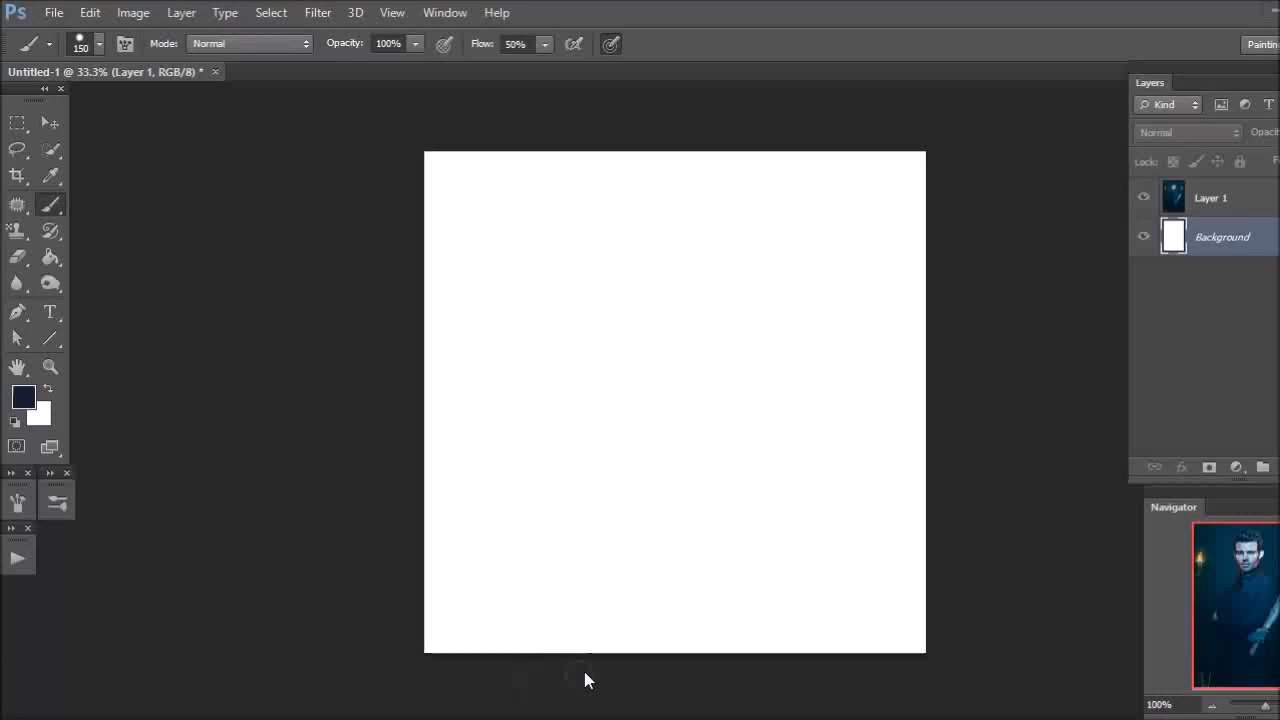 Ps File Edit Image Layer Type Select Filter 3D View Window Help
150 Mode: Normal Opacity: 100% Flow: 50% Paintin
Untitled-1 @ 33.3% (Layer 1, RGB/8) * ×
Layers
Kind T
Normal Opacit
Lock: F
Layer 1
Background
T
Navigator
100%